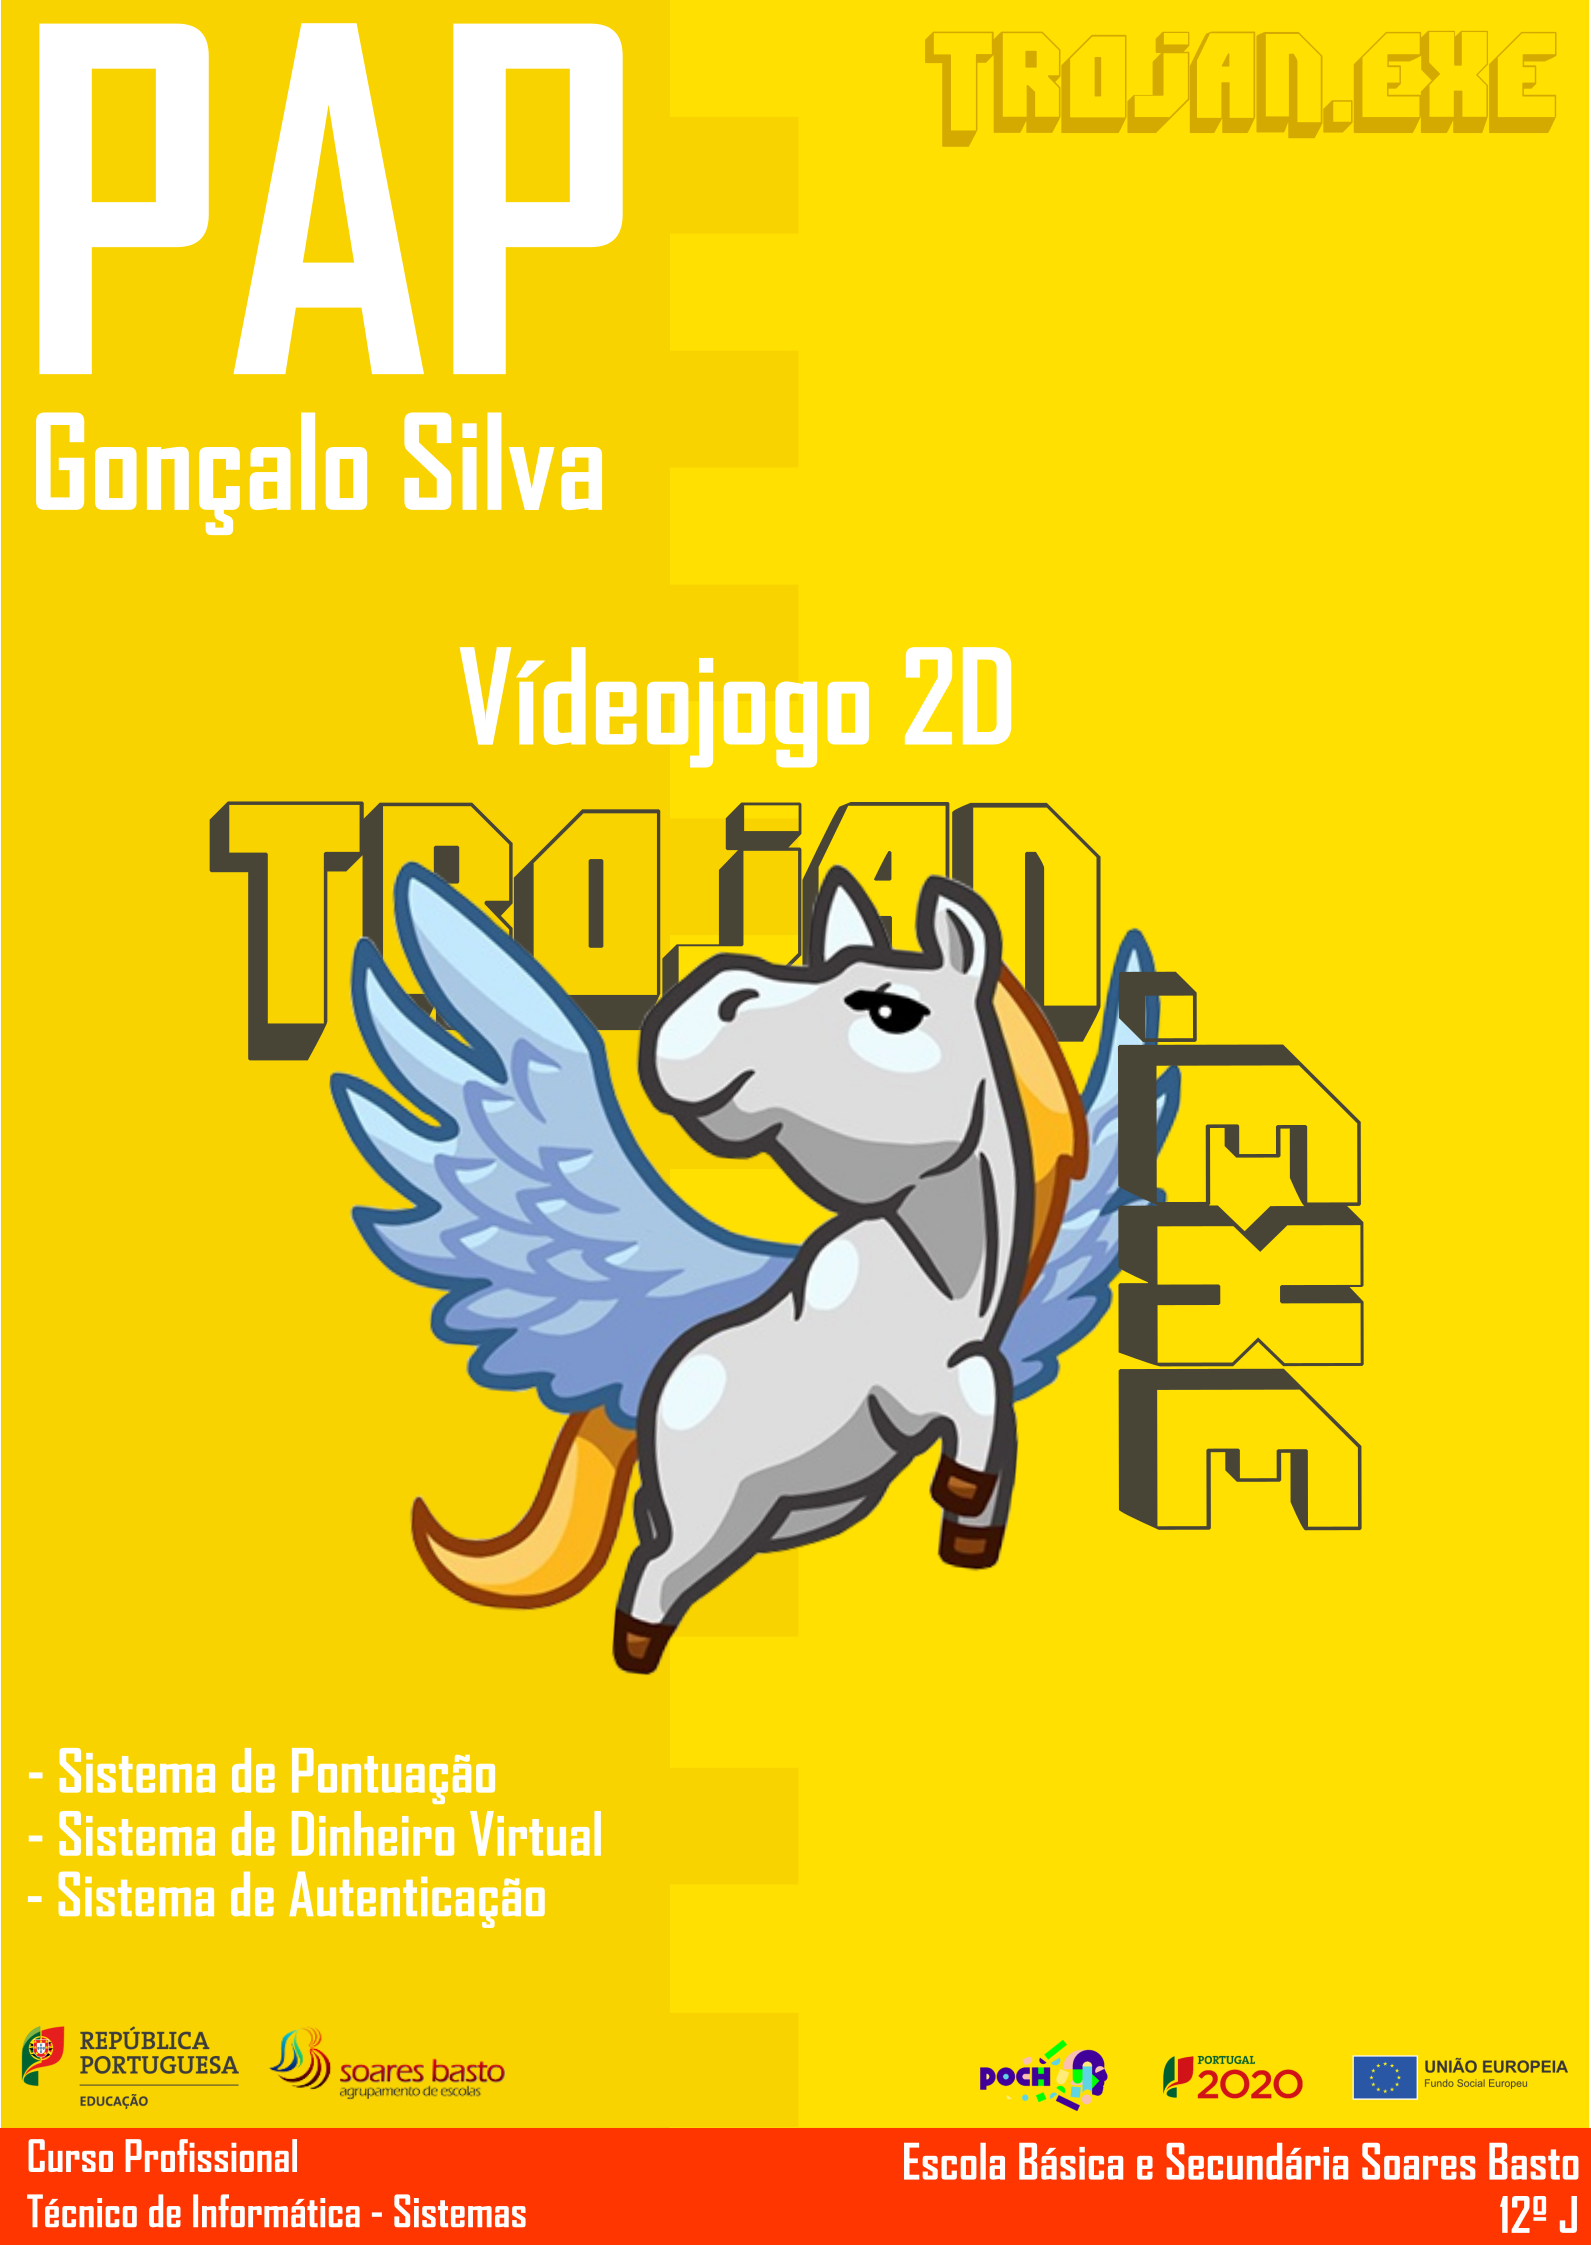 PAP
TROJAN.EXE
Gonçalo Silva
Vídeojogo 2D
TROJAN
.EXE
- Sistema de Pontuação
- Sistema de Dinheiro Virtual
- Sistema de Autenticação
REPÚBLICA
PORTUGUESA
EDUCAÇÃO
soares basto
agrupamento de escolas
POCH
PORTUGAL
2020
UNIÃO EUROPEIA
Fundo Social Europeu
Curso Profissional
Técnico de Informática - Sistemas
Escola Básica e Secundária Soares Basto
12º J